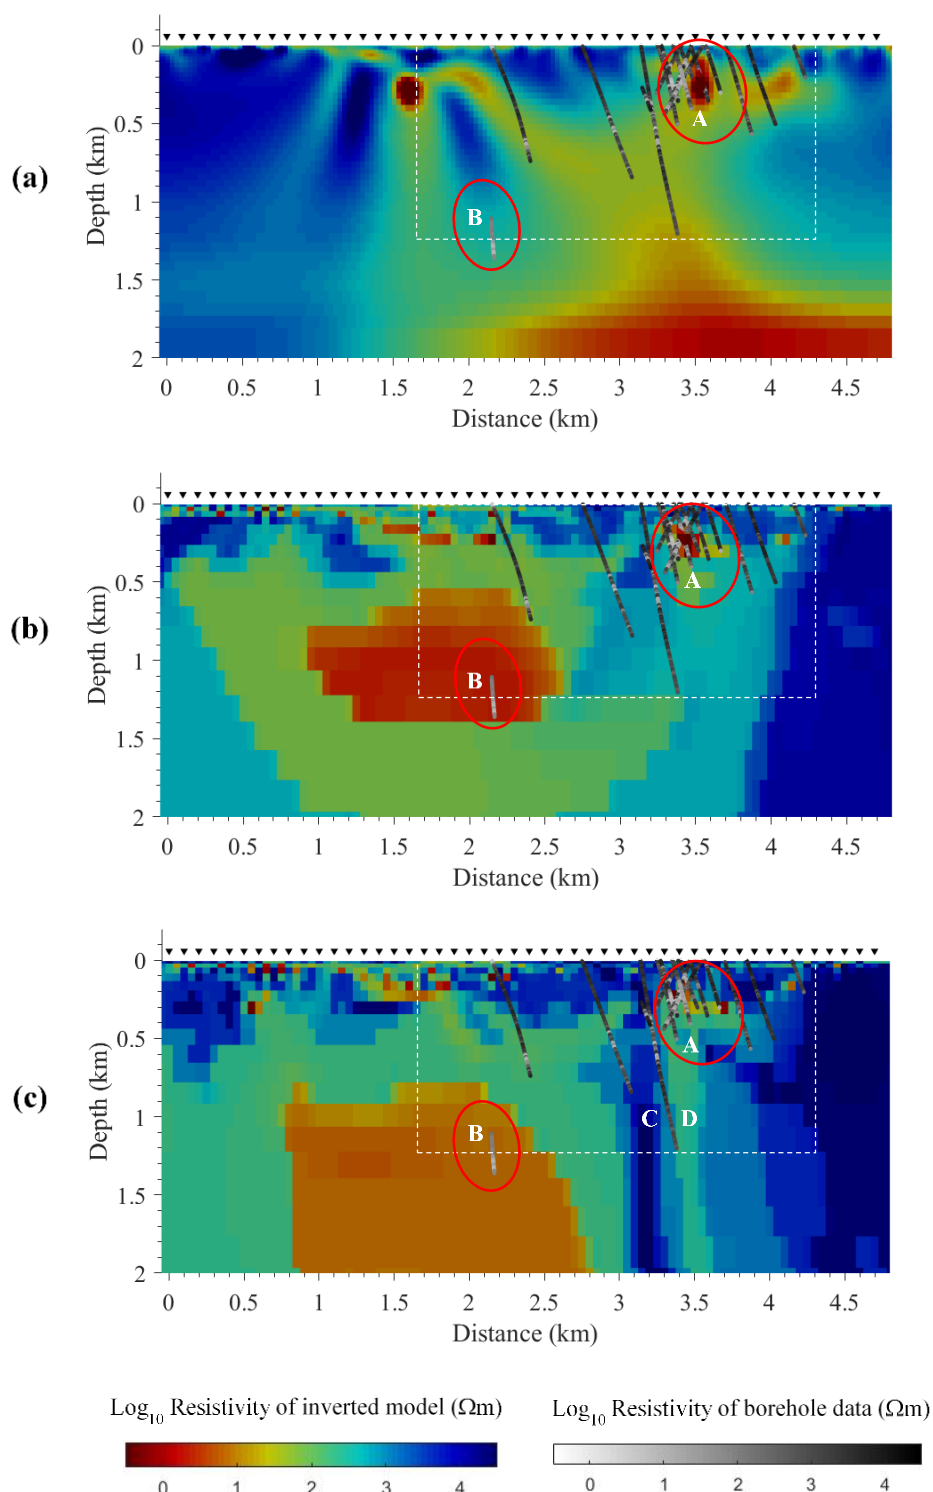 (a)
Depth (km)
0
0.5
1
1.5
2
A
B
0 0.5 1 1.5 2 2.5 3 3.5 4 4.5
Distance (km)
(b)
Depth (km)
0
0.5
1
1.5
2
A
B
0 0.5 1 1.5 2 2.5 3 3.5 4 4.5
Distance (km)
(c)
Depth (km)
0
0.5
1
1.5
2
A
B
C D
0 0.5 1 1.5 2 2.5 3 3.5 4 4.5
Distance (km)
Log10 Resistivity of inverted model (Ωm)
0 1 2 3 4
Log10 Resistivity of borehole data (Ωm)
0 1 2 3 4